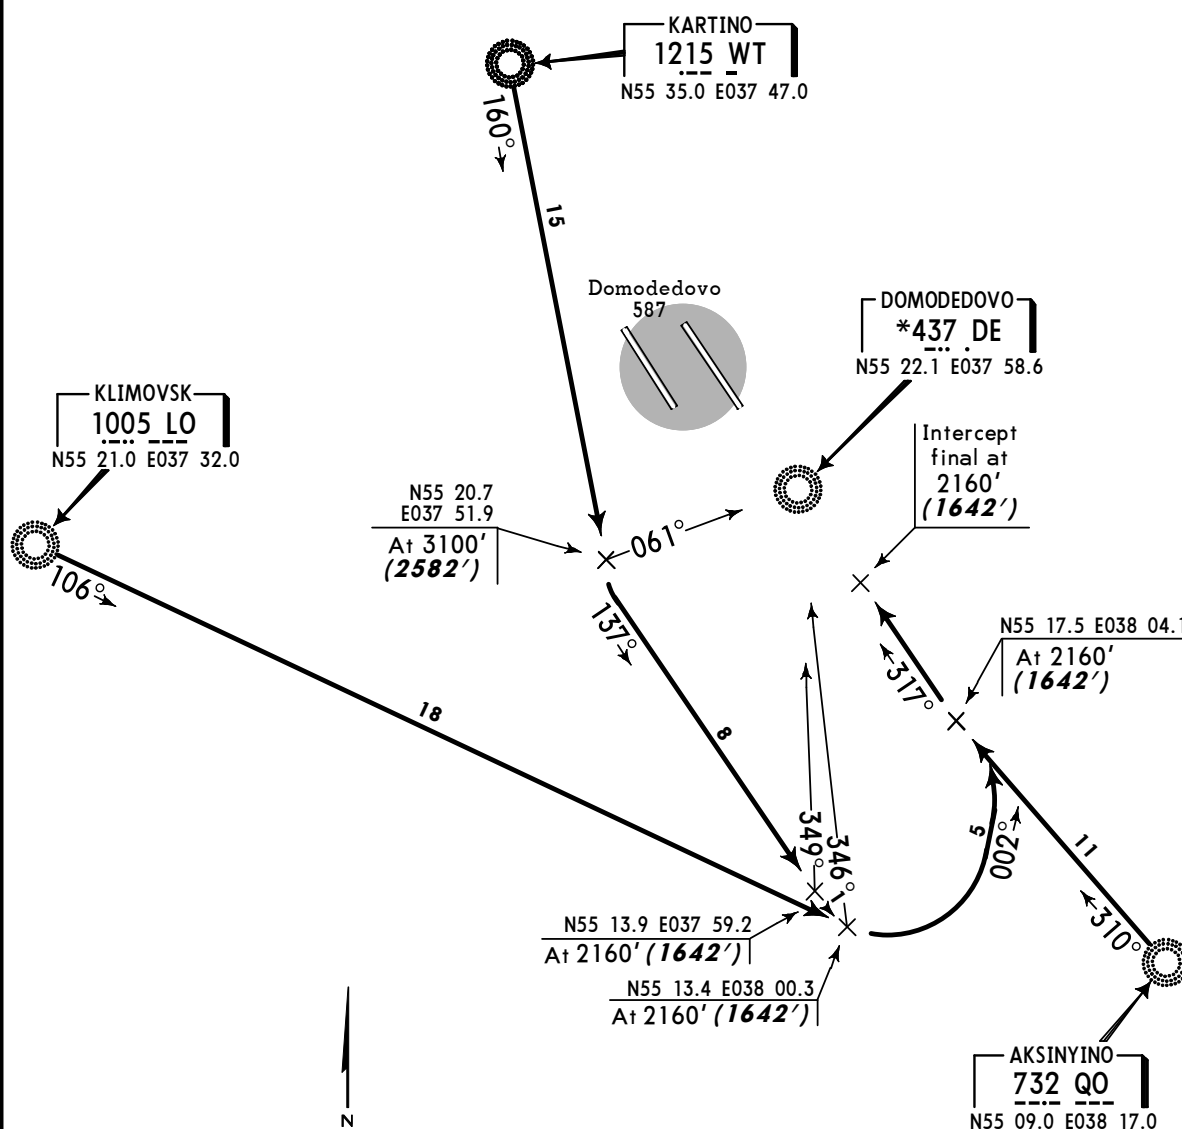 KARTINO
1215 WT
N55 35.0 E037 47.0
160°
15
Domodedovo
587
DOMODEDOVO
*437 DE
N55 22.1 E037 58.6
KLIMOVSK
1005 LO
N55 21.0 E037 32.0
Intercept
final at
2160'
(1642')
N55 20.7
E037 51.9
At 3100'
(2582')
061°
106°
137°
N55 17.5 E038 04.1
At 2160'
(1642')
317°
18
8
349°
346°
1
5
002°
11
310°
N55 13.9 E037 59.2
At 2160' (1642')
N55 13.4 E038 00.3
At 2160' (1642')
AKSINYINO
732 QO
N55 09.0 E038 17.0
N